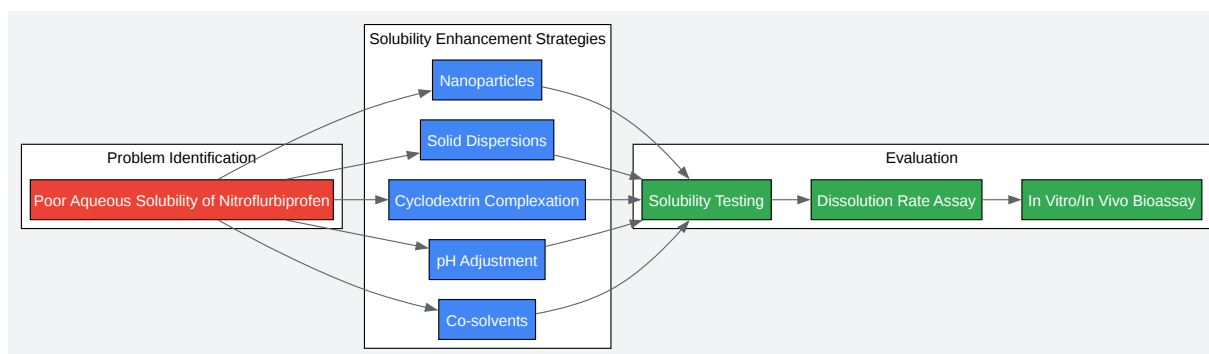 Problem Identification
Poor Aqueous Solubility of Nitroflurbiprofen
Solubility Enhancement Strategies
Nanoparticles
Solid Dispersions
Cyclodextrin Complexation
pH Adjustment
Co-solvents
Evaluation
Solubility Testing
Dissolution Rate Assay
In Vitro/In Vivo Bioassay